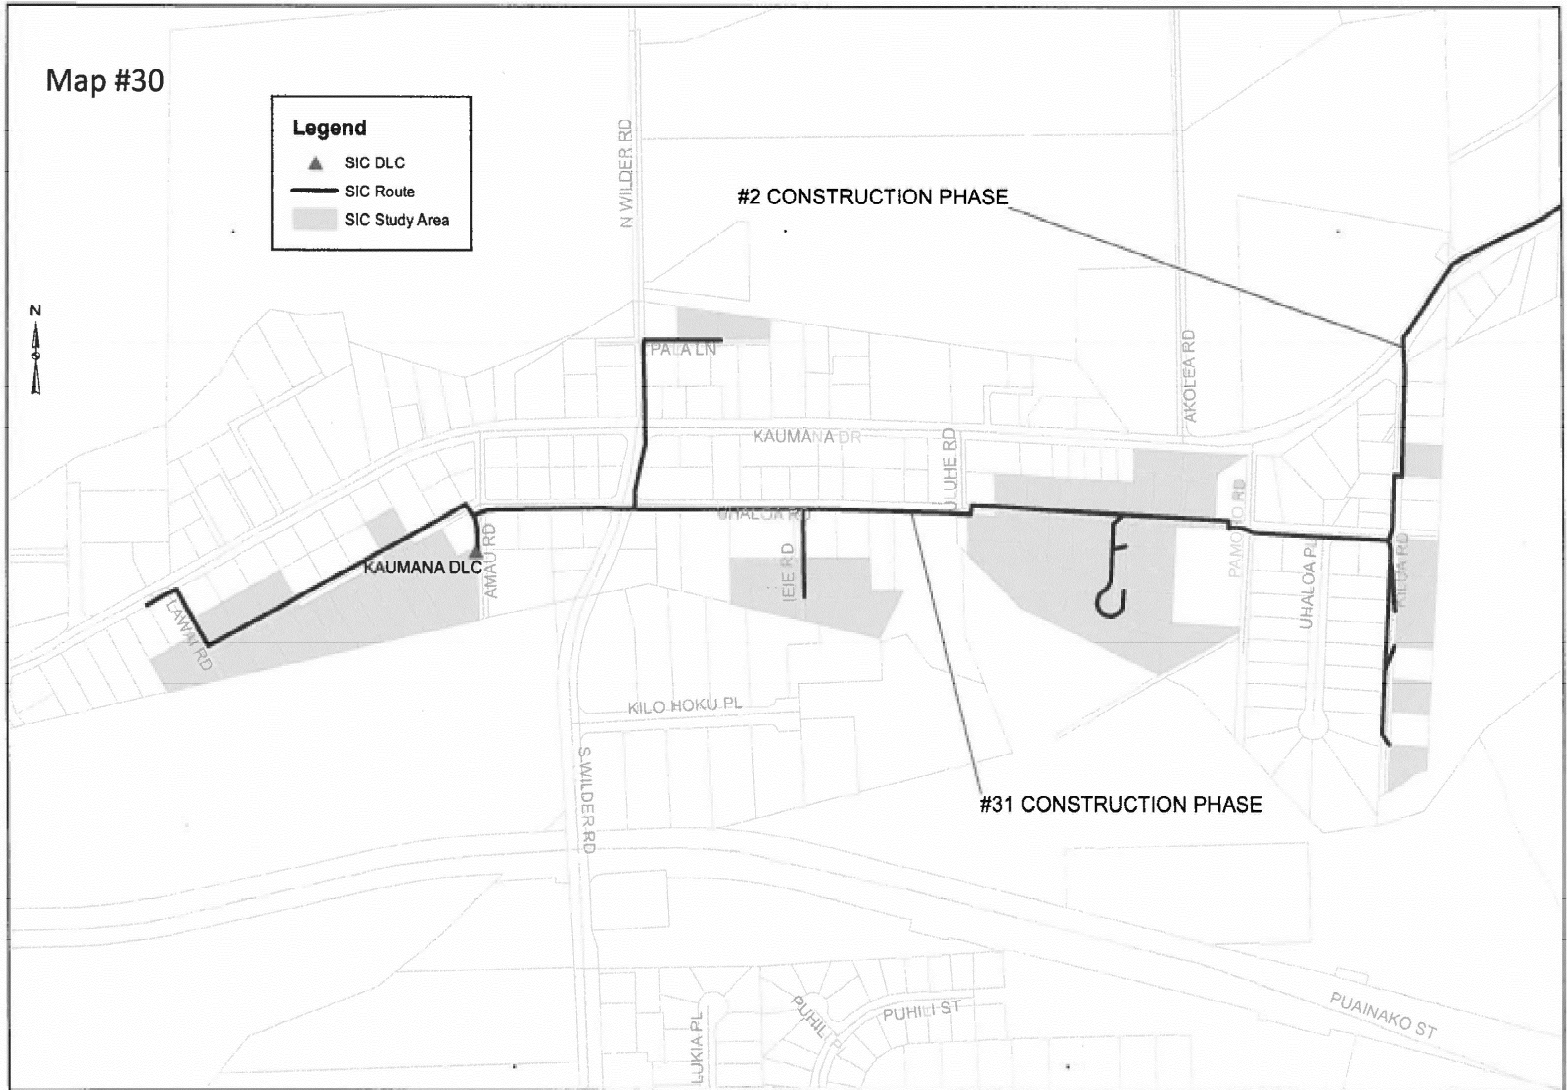 Map #30
Legend
SIC DLC
SIC Route
SIC Study Area
N
N WILDER RD
#2 CONSTRUCTION PHASE
AKOLEA RD
PALA LN
KAUMANA DR
ULUHE RD
UHALOA RD
KAUMANA DLC
AMAU RD
IEIE RD
PAMOHO RD
UHALOA PL
KILUA RD
LAWAI RD
KILO HOKU PL
S WILDER RD
#31 CONSTRUCTION PHASE
PUAINAKO ST
PUHILI ST
PUHILI PL
LUKIA PL